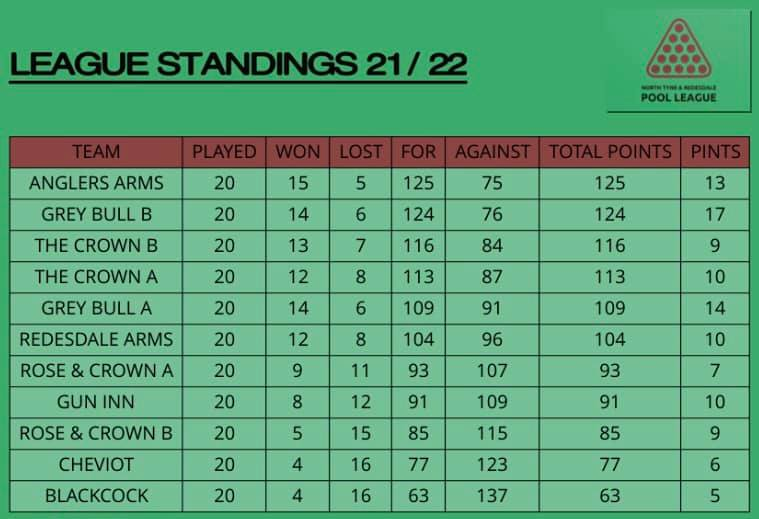 LEAGUE STANDINGS 21 / 22
NORTH TYNE & REDESDALE
POOL LEAGUE
TEAM PLAYED WON LOST FOR AGAINST TOTAL POINTS PINTS
ANGLERS ARMS 20 15 5 125 75 125 13
GREY BULL B 20 14 6 124 76 124 17
THE CROWN B 20 13 7 116 84 116 9
THE CROWN A 20 12 8 113 87 113 10
GREY BULL A 20 14 6 109 91 109 14
REDESDALE ARMS 20 12 8 104 96 104 10
ROSE & CROWN A 20 9 11 93 107 93 7
GUN INN 20 8 12 91 109 91 10
ROSE & CROWN B 20 5 15 85 115 85 9
CHEVIOT 20 4 16 77 123 77 6
BLACKCOCK 20 4 16 63 137 63 5